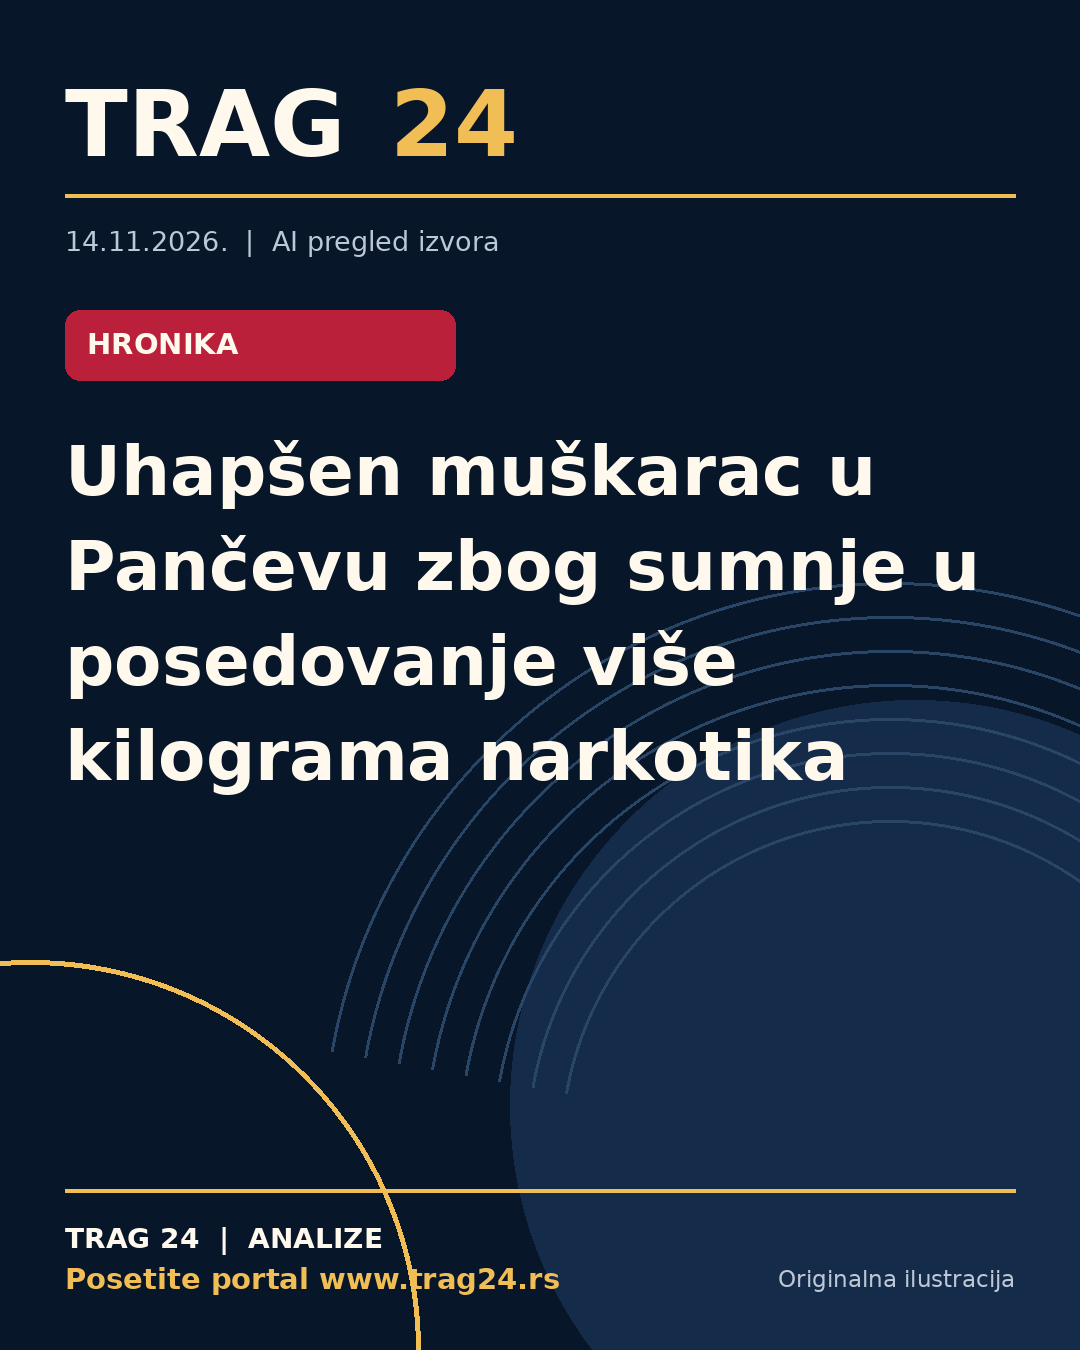 TRAG 24
14.11.2026. | AI pregled izvora
HRONIKA
Uhapšen muškarac u
Pančevu zbog sumnje u
posedovanje više
kilograma narkotika
TRAG 24 | ANALIZE
Posetite portal www.trag24.rs
Originalna ilustracija